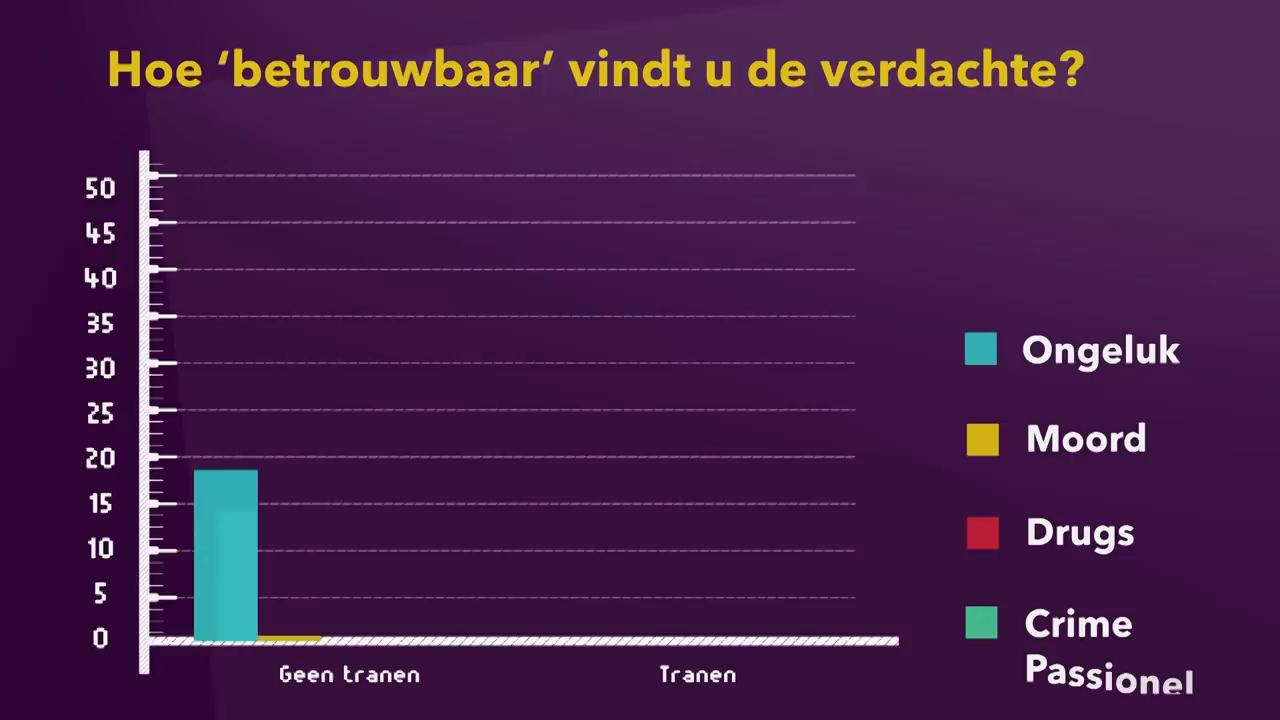 Hoe ‘betrouwbaar’ vindt u de verdachte?
50
45
40
35
30
25
20
15
10
5
0
Geen tranen
Tranen
Ongeluk
Moord
Drugs
Crime
Passionel